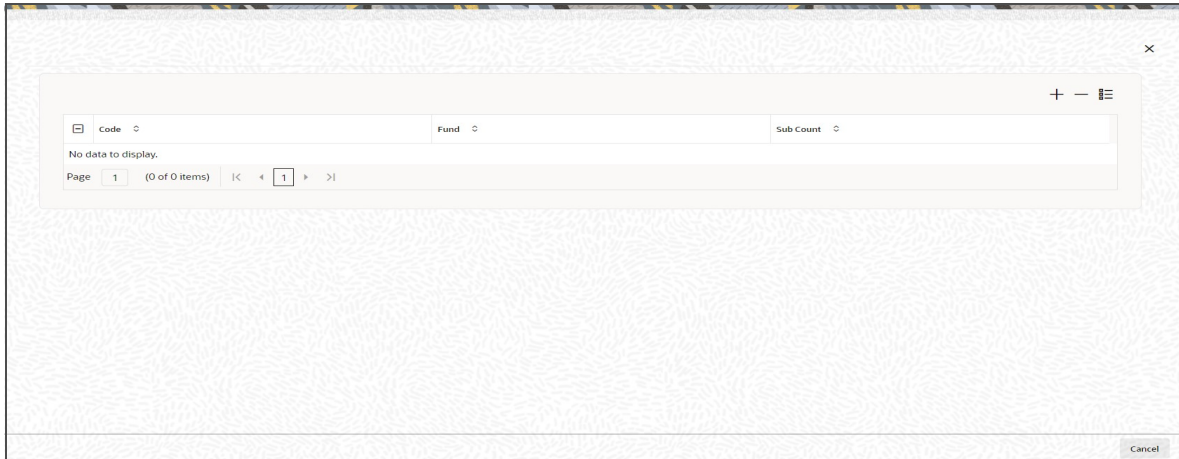 Code Fund Sub Count
No data to display.
Page 1 (0 of 0 items) 1
Cancel